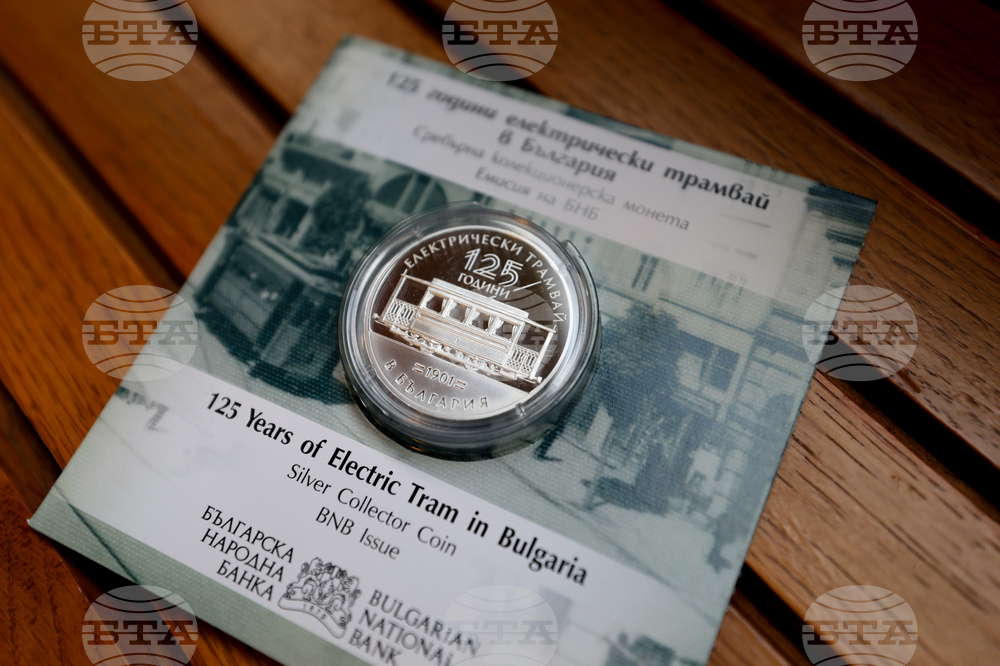 125 години електрически трамвай
в България
Сребърна колекционерска монета
Емисия на БНБ
ЕЛЕКТРИЧЕСКИ ТРАМВАЙ
125
ГОДИНИ
1901
В БЪЛГАРИЯ
125 Years of Electric Tram in Bulgaria
Silver Collector Coin
BNB Issue
БЪЛГАРСКА
НАРОДНА
БАНКА
BULGARIAN
NATIONAL
BANK
БТА
БТА
БТА
БТА
БТА
БТА
БТА
БТА